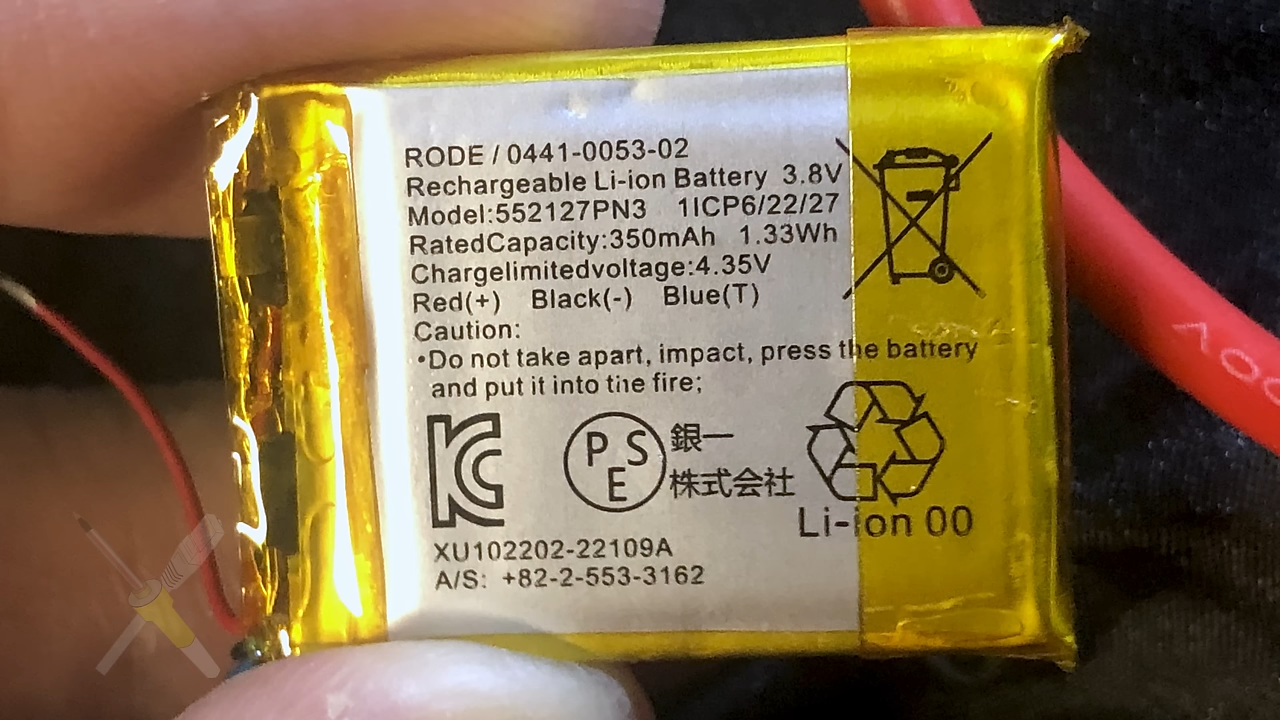 RODE / 0441-0053-02
Rechargeable Li-ion Battery 3.8V
Model:552127PN3 1ICP6/22/27
RatedCapacity:350mAh 1.33Wh
Chargelimitedvoltage:4.35V
Red(+) Black(-) Blue(T)
Caution:
•Do not take apart, impact, press the battery
and put it into the fire;
KC
PSE
銀一
株式会社
Li-ion 00
XU102202-22109A
A/S: +82-2-553-3162